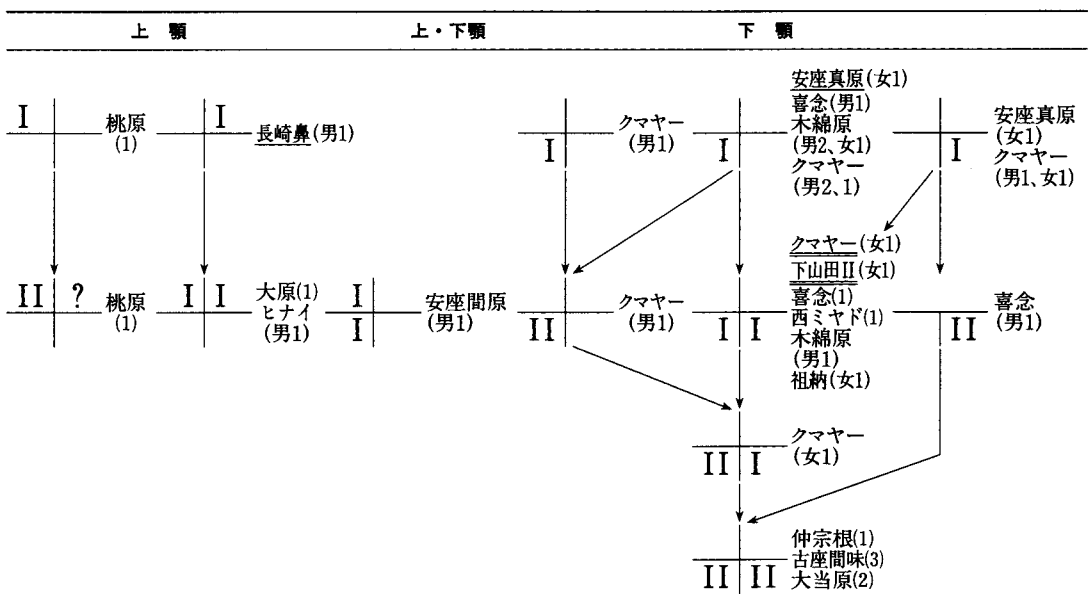 上 顎
上・下顎
下 顎
I
桃原
(1)
I
長崎鼻(男1)
I
クマヤー
(男1)
I
安座真原(女1)
喜念(男1)
木綿原
(男2、女1)
クマヤー
(男2、1)
I
安座真原
(女1)
クマヤー
(男1、女1)
II ?
桃原
(1)
I I
大原(1)
ヒナイ
(男1)
I
I
安座間原
(男1)
II
クマヤー
(男1)
I I
クマヤー(女1)
下山田II(女1)
喜念(1)
西ミヤド(1)
木綿原
(男1)
祖納(女1)
II
喜念
(男1)
II I
クマヤー
(女1)
II II
仲宗根(1)
古座間味(3)
大当原(2)